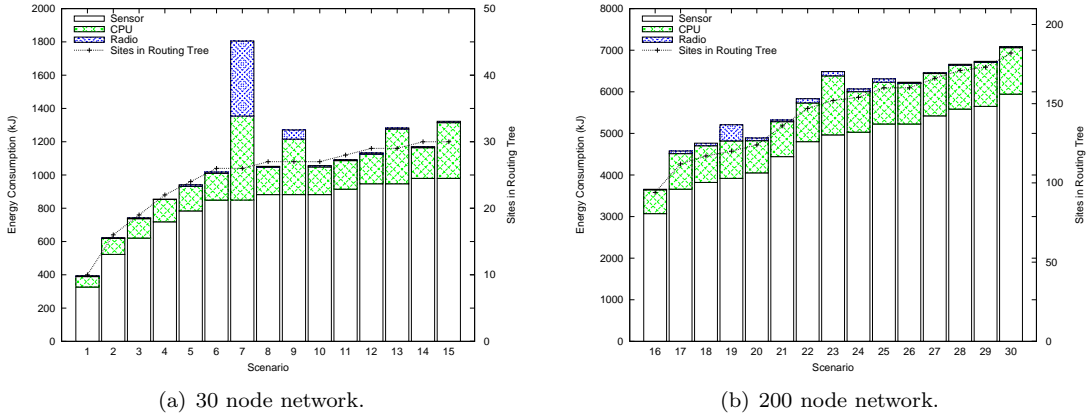 2000
1800
1600
1400
1200
1000
800
600
400
200
0
Energy Consumption (kJ)
Sensor
CPU
Radio
Sites in Routing Tree
50
40
30
20
10
0
Sites in Routing Tree
1 2 3 4 5 6 7 8 9 10 11 12 13 14 15
Scenario
(a) 30 node network.
8000
7000
6000
5000
4000
3000
2000
1000
0
Energy Consumption (kJ)
Sensor
CPU
Radio
Sites in Routing Tree
200
150
100
50
0
Sites in Routing Tree
16 17 18 19 20 21 22 23 24 25 26 27 28 29 30
Scenario
(b) 200 node network.